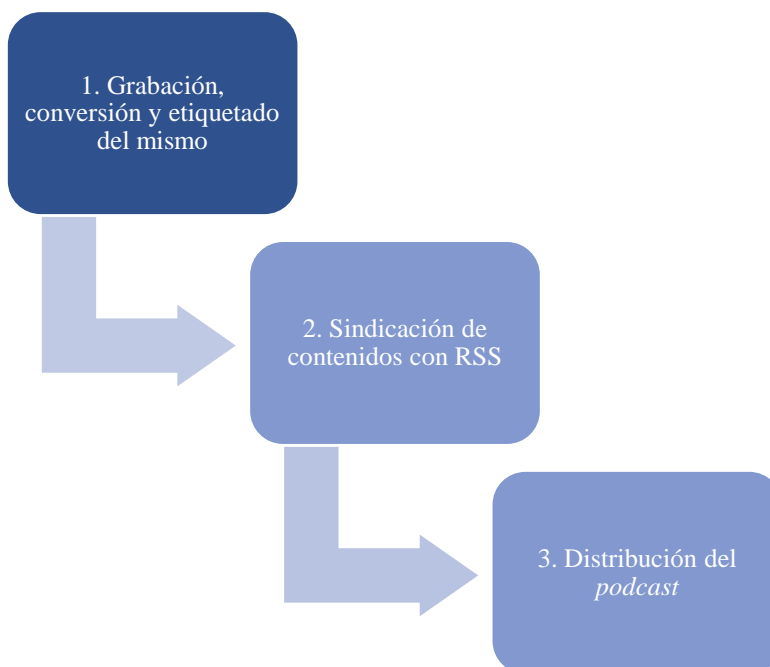 1. Grabación,
conversión y etiquetado
del mismo
2. Sindicación de
contenidos con RSS
3. Distribución del
podcast